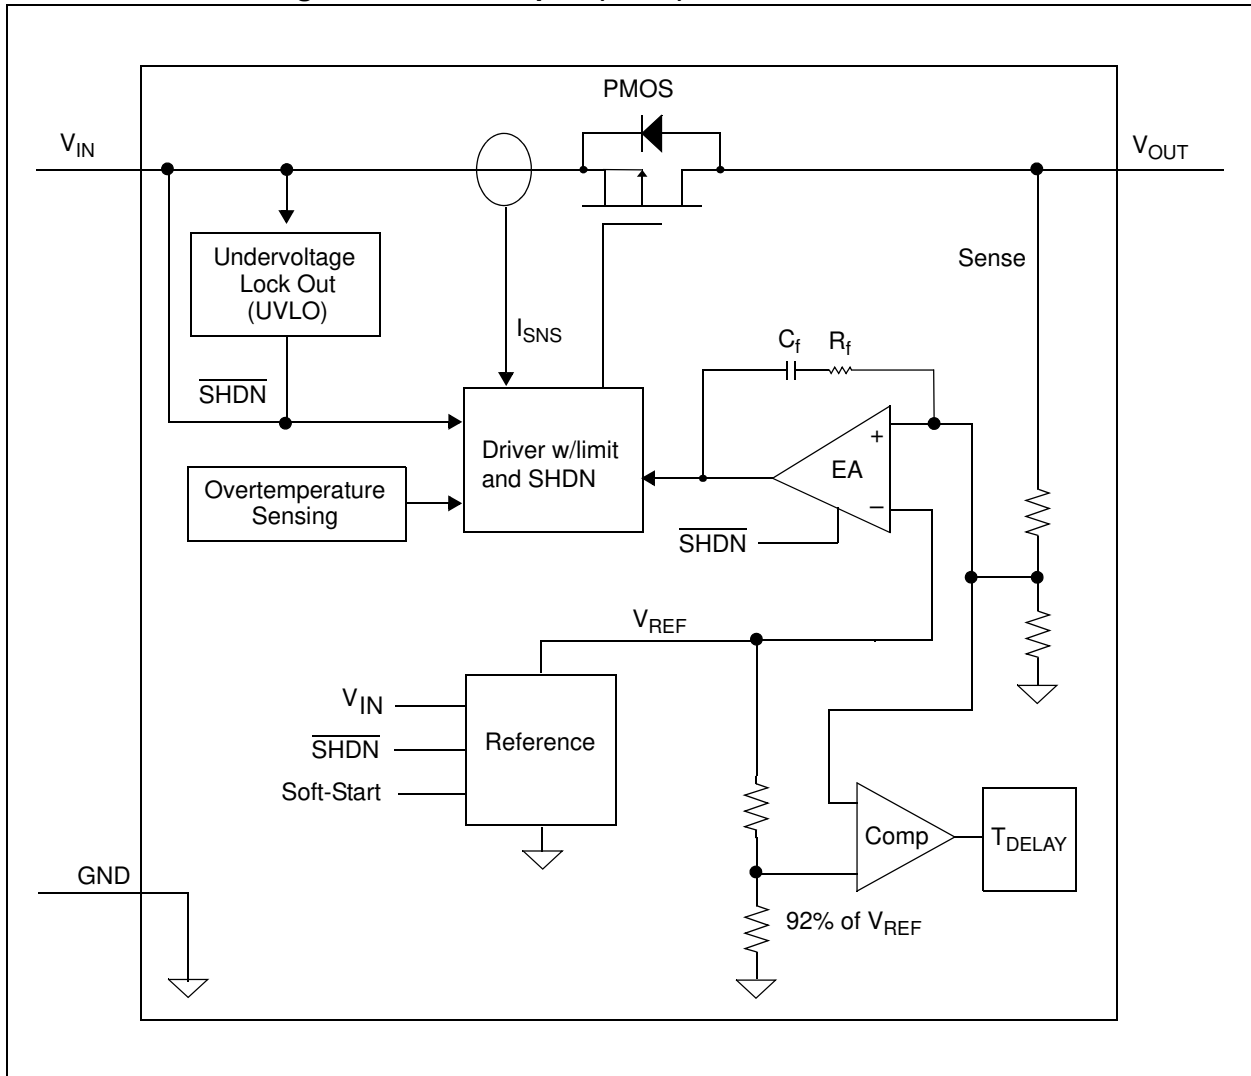 PMOS
V_IN
V_OUT
Undervoltage
Lock Out
(UVLO)
Sense
I_SNS
C_f
R_f
SHDN
Driver w/limit
and SHDN
+
EA
−
Overtemperature
Sensing
SHDN
V_REF
V_IN
SHDN
Soft-Start
Reference
Comp
T_DELAY
GND
92% of V_REF